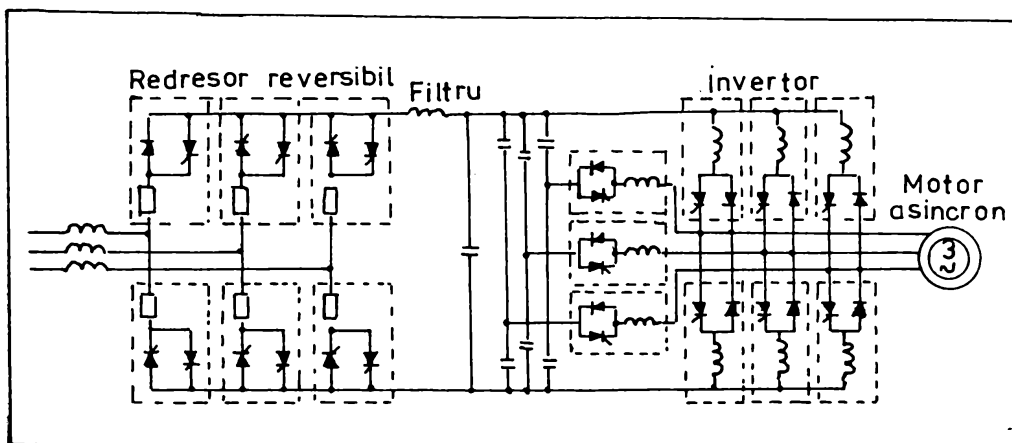 Redresor reversibil
Filtru
Invertor
Motor
asincron
3
~